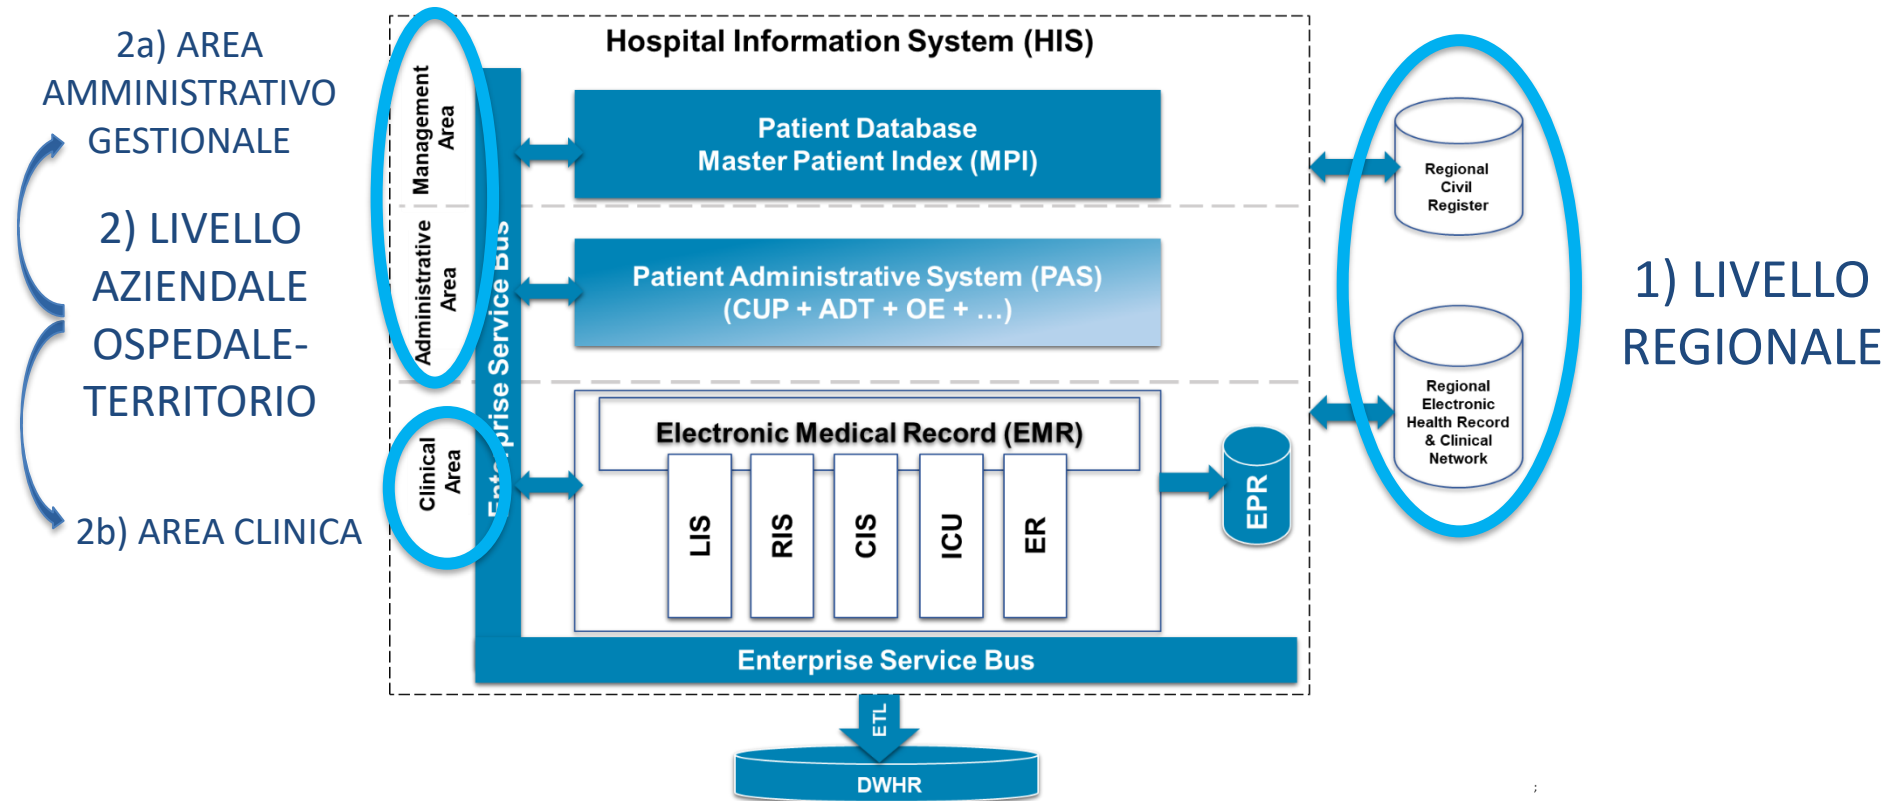 2a) AREA
AMMINISTRATIVO
GESTIONALE
2) LIVELLO
AZIENDALE
OSPEDALE-
TERRITORIO
2b) AREA CLINICA
Hospital Information System (HIS)
Management
Area
Administrative
Area
Clinical
Area
Enterprise Service Bus
Patient Database
Master Patient Index (MPI)
Patient Administrative System (PAS)
(CUP + ADT + OE + …)
Electronic Medical Record (EMR)
LIS
RIS
CIS
ICU
ER
EPR
Enterprise Service Bus
ETL
DWHR
Regional
Civil
Register
Regional
Electronic
Health Record
& Clinical
Network
1) LIVELLO
REGIONALE
;